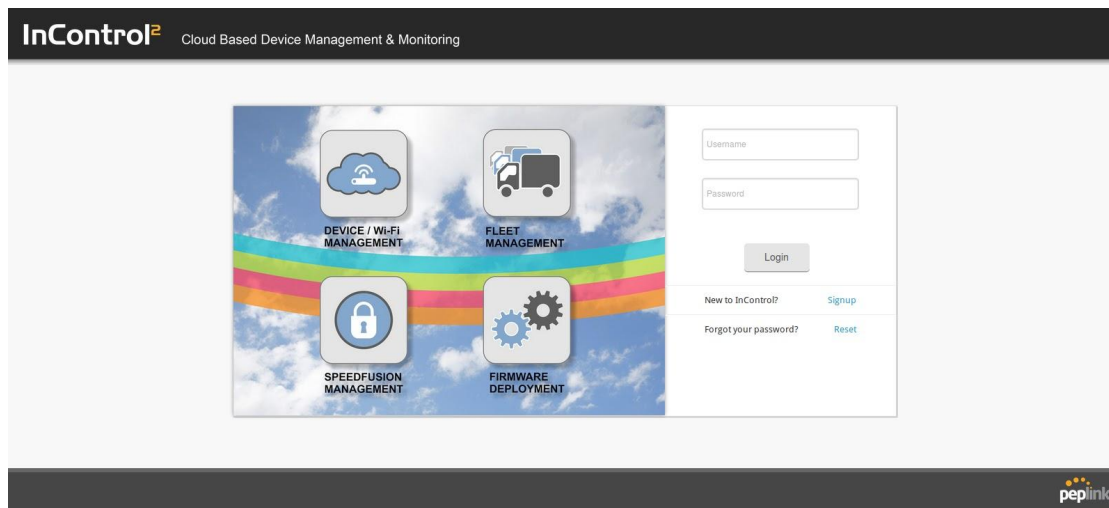 InControl²
Cloud Based Device Management & Monitoring
DEVICE / Wi-Fi
MANAGEMENT
FLEET
MANAGEMENT
SPEEDFUSION
MANAGEMENT
FIRMWARE
DEPLOYMENT
Username
Password
Login
New to InControl? Signup
Forgot your password? Reset
peplink